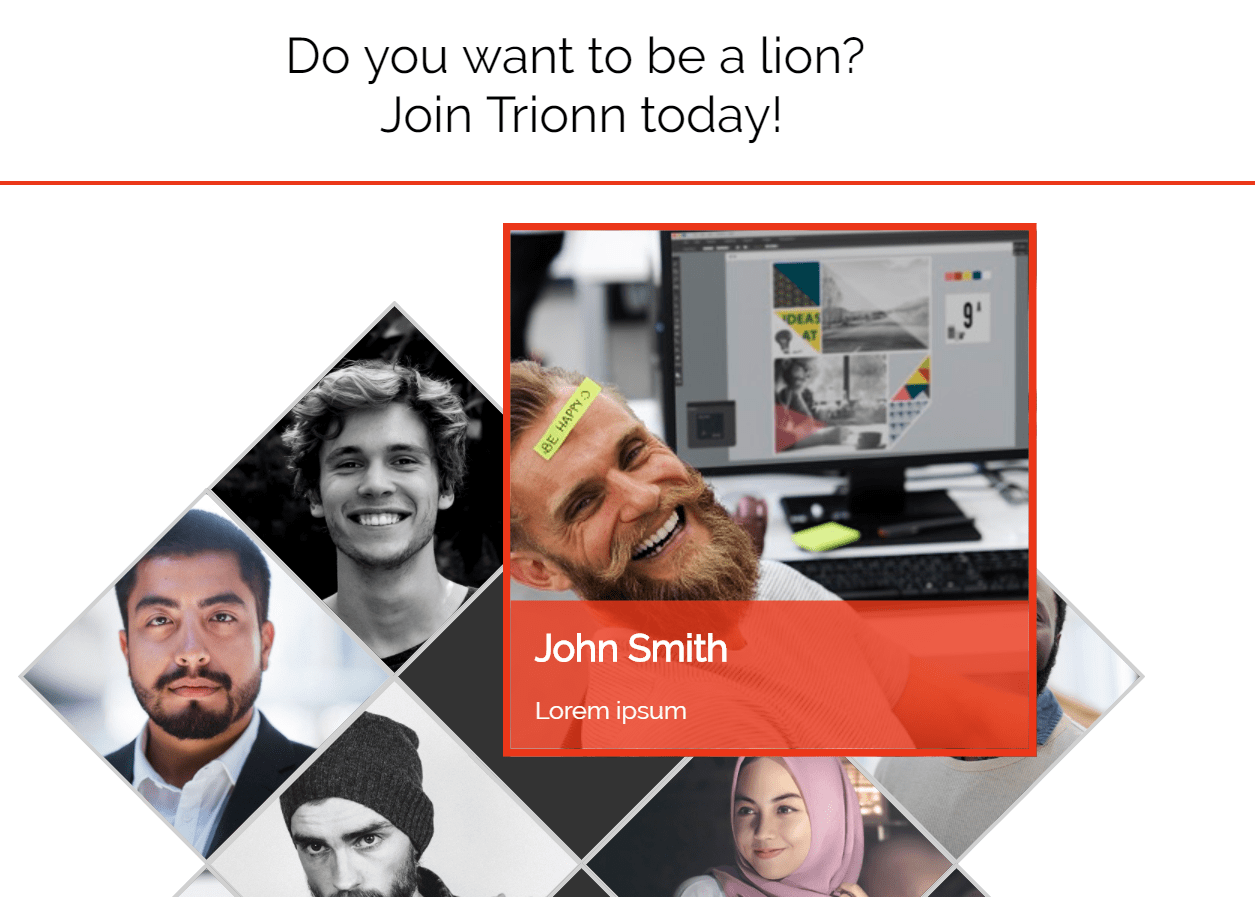 Do you want to be a lion?
Join Trionn today!
IDEAS
AT
9
BE HAPPY
John Smith
Lorem ipsum